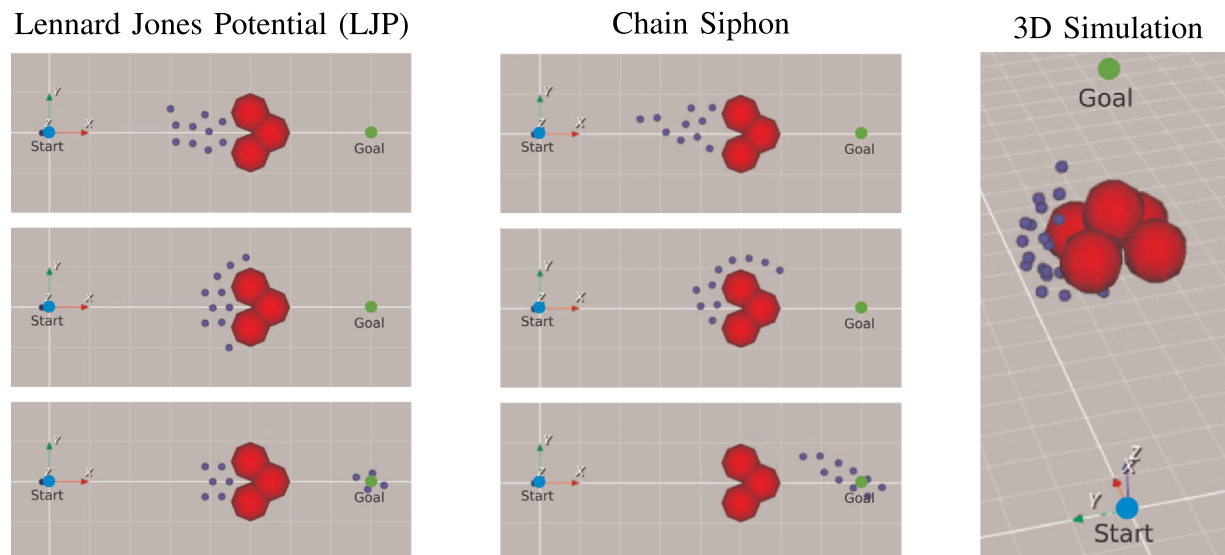 Lennard Jones Potential (LJP)
Chain Siphon
3D Simulation
Y
Z
X
Start
Goal
Y
Z
X
Start
Goal
Goal
Y
Z
X
Start
Goal
Y
Z
X
Start
Goal
Y
Z
X
Start
Goal
Y
Z
X
Start
Goal
Z
X
Y
Start